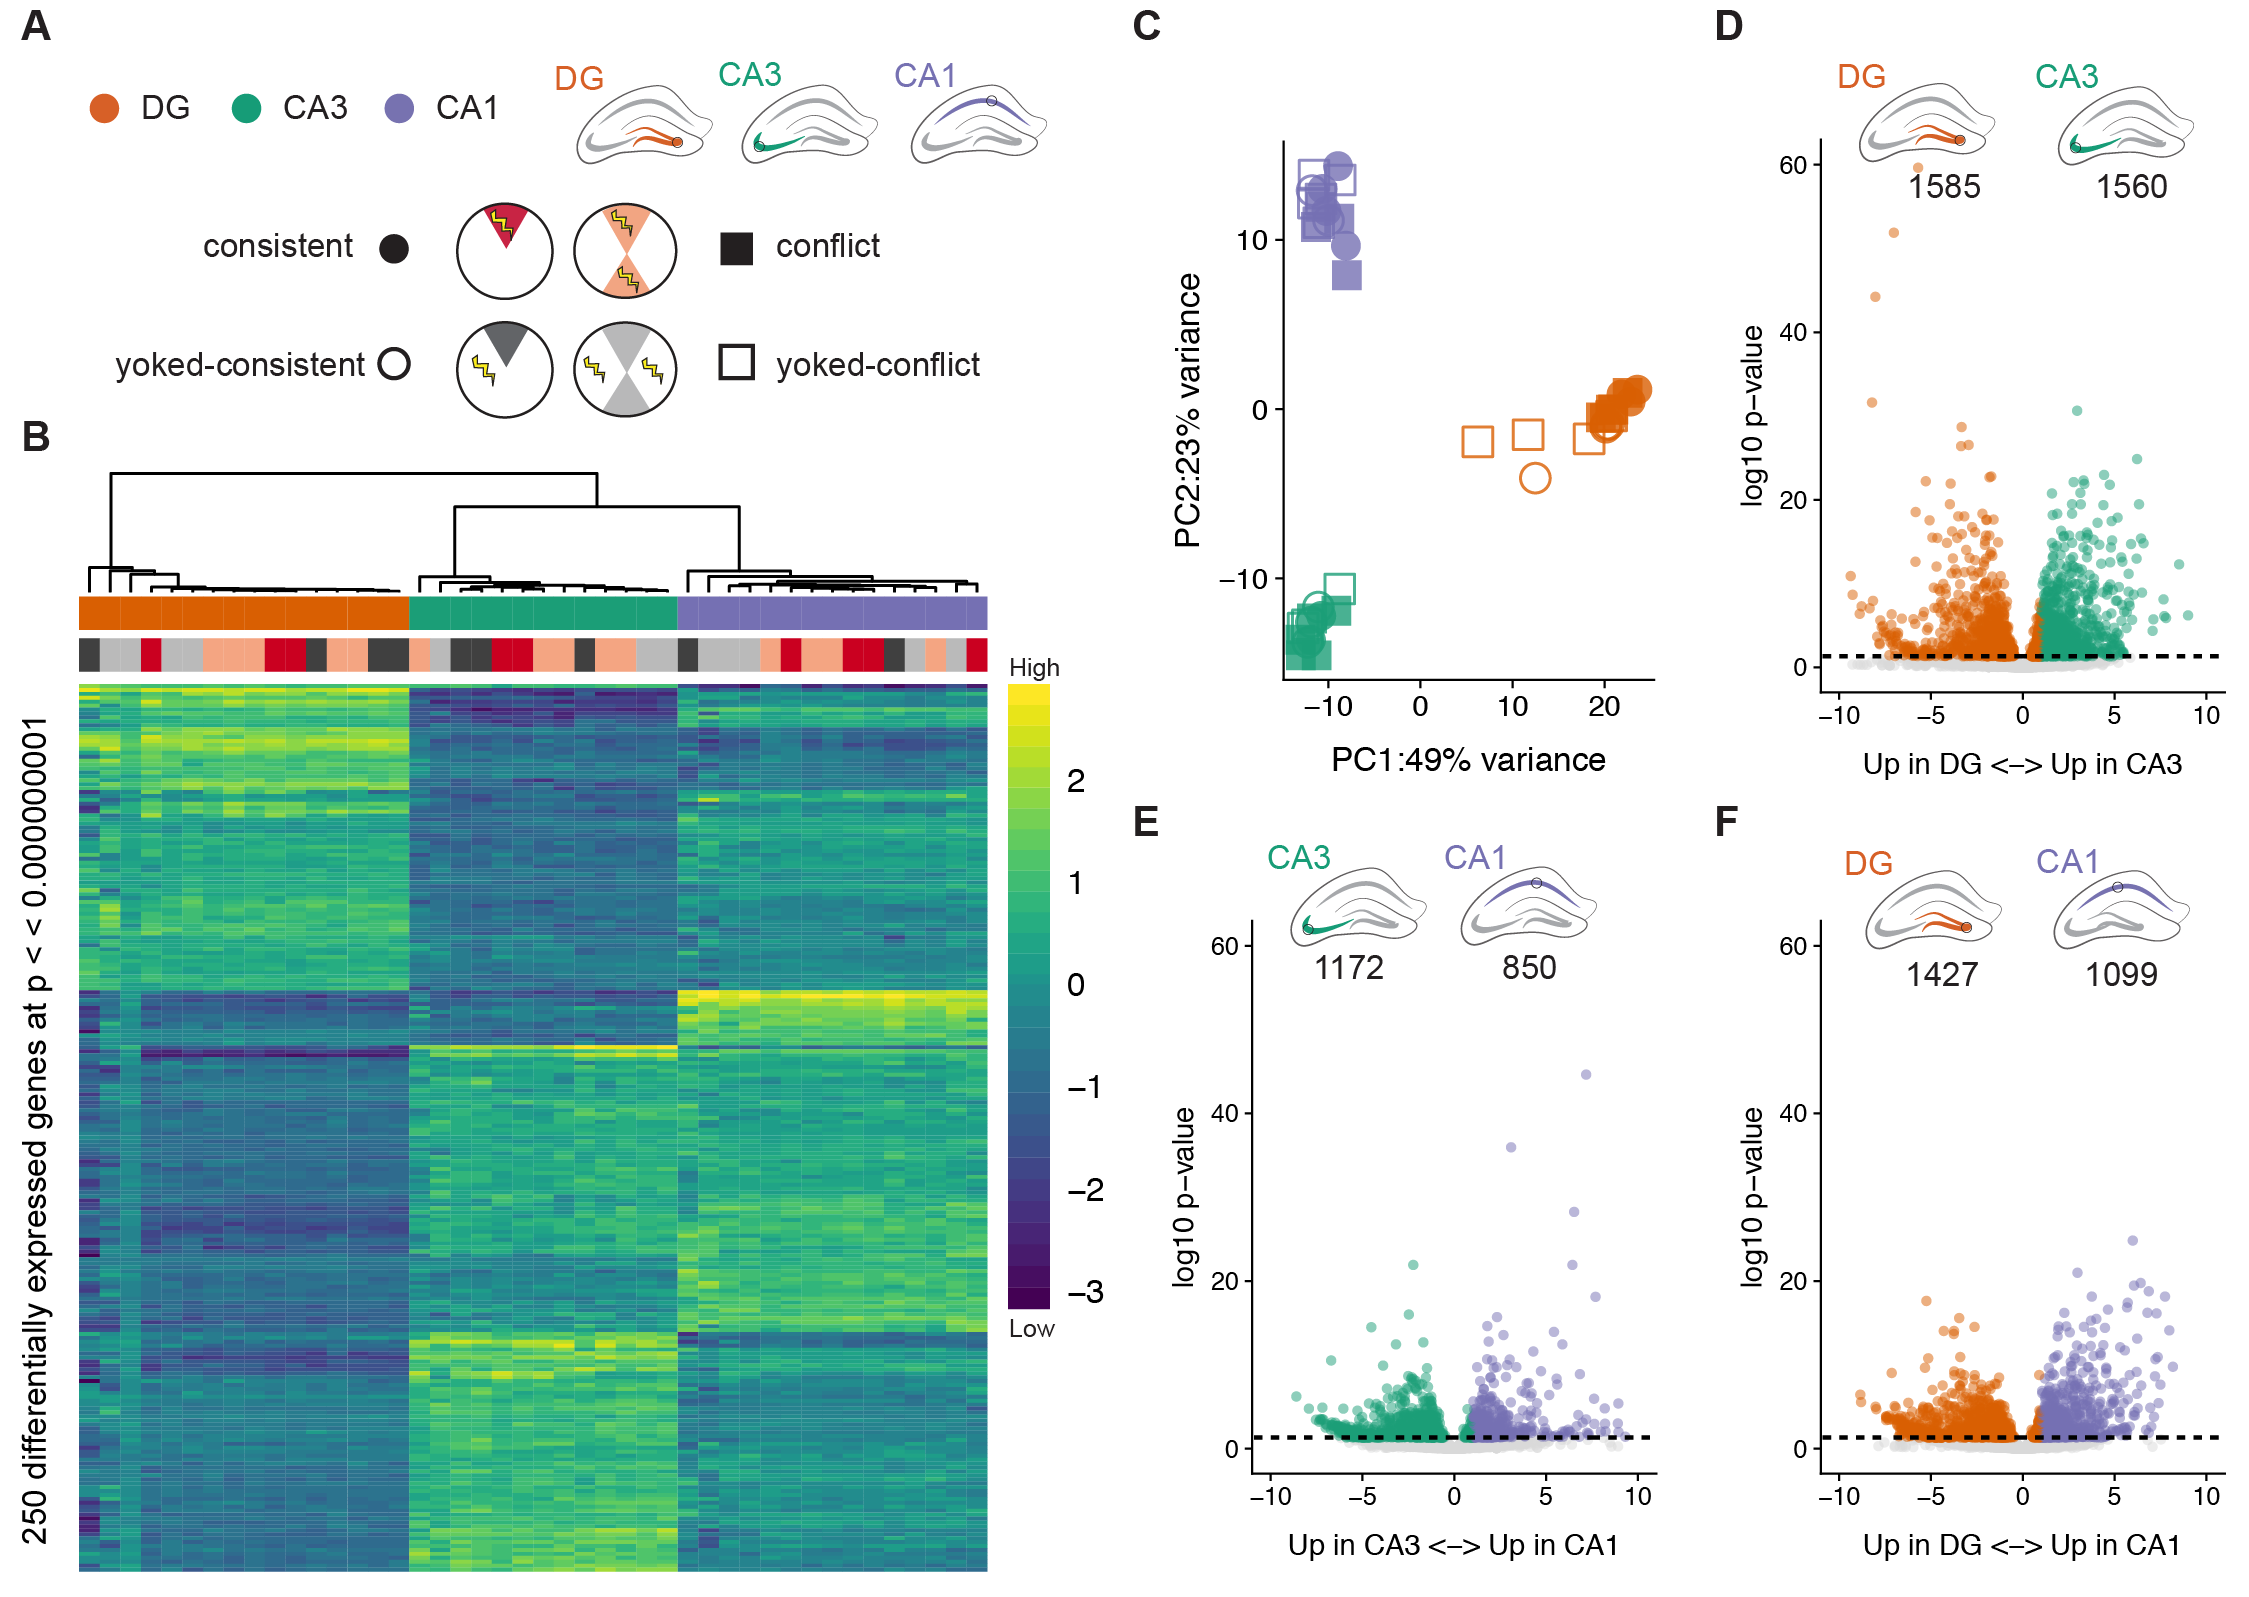 A
DG
CA3
CA1
DG
CA3
CA1
consistent
conflict
yoked-consistent
yoked-conflict
B
250 differentially expressed genes at p < < 0.000000001
High
2
1
0
−1
−2
−3
Low
C
PC2:23% variance
10
0
−10
−10
0
10
20
PC1:49% variance
D
DG
CA3
1585
1560
log10 p−value
60
40
20
0
−10
−5
0
5
10
Up in DG <−> Up in CA3
E
CA3
CA1
1172
850
log10 p−value
60
40
20
0
−10
−5
0
5
10
Up in CA3 <−> Up in CA1
F
DG
CA1
1427
1099
log10 p−value
60
40
20
0
−10
−5
0
5
10
Up in DG <−> Up in CA1